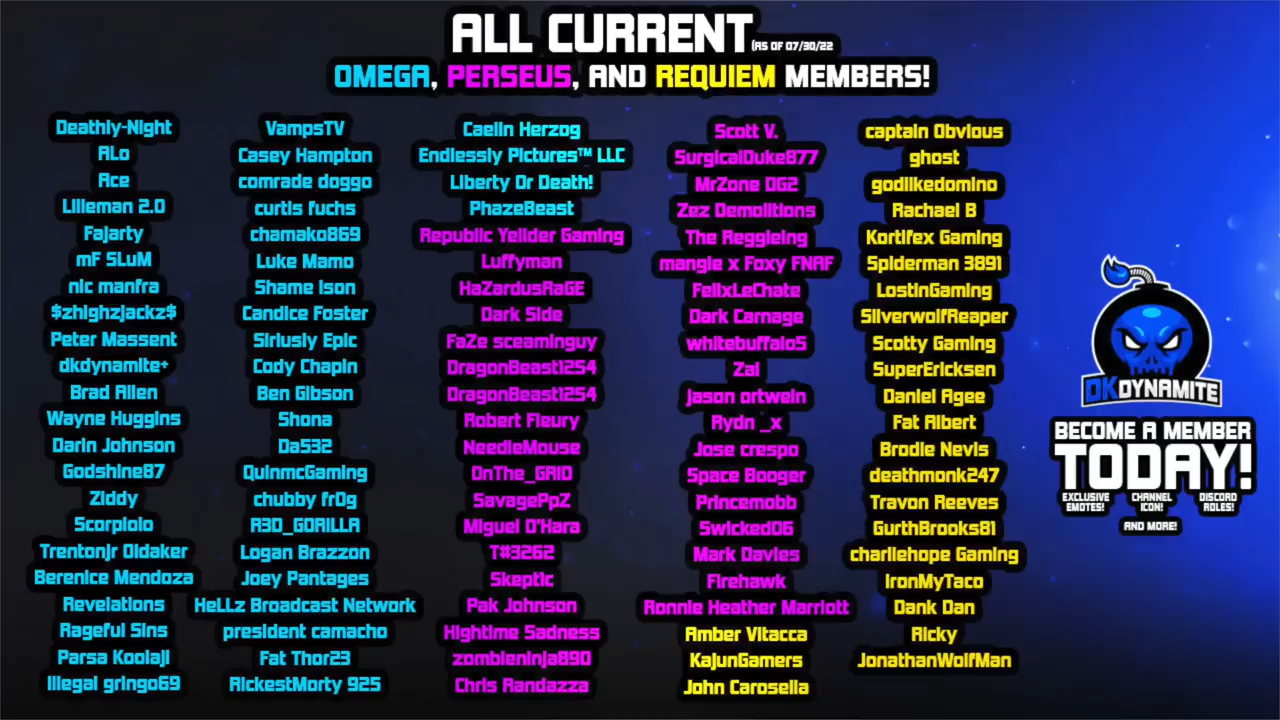 ALL CURRENT (AS OF 07/30/22
OMEGA, PERSEUS, AND REQUIEM MEMBERS!
Deathly-Night
ALo
Ace
Lilleman 2.0
Fajarty
mF SLuM
nic manfra
$zhighzjackz$
Peter Massent
dkdynamite+
Brad Allen
Wayne Huggins
Darin Johnson
Godshine87
Ziddy
Scorpiolo
Trentonjr Oldaker
Berenice Mendoza
Revelations
Rageful Sins
Parsa Koolaji
Illegal gringo69
VampsTV
Casey Hampton
comrade doggo
curtis fuchs
chamako869
Luke Mamo
Shame Ison
Candice Foster
Siriusly Epic
Cody Chapin
Ben Gibson
Shona
Da532
QuinmcGaming
chubby fr0g
A3D_GORILLA
Logan Brazzon
Joey Pantages
HeLLz Broadcast Network
president camacho
Fat Thor23
RickestMorty 925
Caelin Herzog
Endlessly Pictures™ LLC
Liberty Or Death!
PhazeBeast
Republic Yeilder Gaming
Luffyman
HaZardusRaGE
Dark Side
FaZe sceaminguy
DragonBeast1254
DragonBeast1254
Robert Fleury
NeedleMouse
OnThe_GRID
SavagePpZ
Miguel O'Hara
T#3262
Skeptic
Pak Johnson
Hightime Sadness
zombieninja890
Chris Randazza
Scott V.
SurgicalDuke877
MrZone DG2
Zez Demolitions
The Reggieing
mangle x Foxy FNAF
FelixLeChate
Dark Carnage
whitebuffalo5
Zai
jason ortwein
Rydn _x
Jose crespo
Space Booger
Princemobb
Swicked06
Mark Davies
Firehawk
Ronnie Heather Marriott
Amber Vitacca
KajunGamers
John Carosella
captain Obvious
ghost
godlikedomino
Rachael B
Kortifex Gaming
Spiderman 3891
LostInGaming
SilverwolfReaper
Scotty Gaming
SuperEricksen
Daniel Agee
Fat Albert
Brodie Nevis
deathmonk247
Travon Reeves
GurthBrooks81
charliehope Gaming
IronMyTaco
Dank Dan
Ricky
JonathanWolfMan
DKDYNAMITE
BECOME A MEMBER
TODAY!
EXCLUSIVE EMOTES!
CHANNEL ICON!
DISCORD ROLES!
AND MORE!